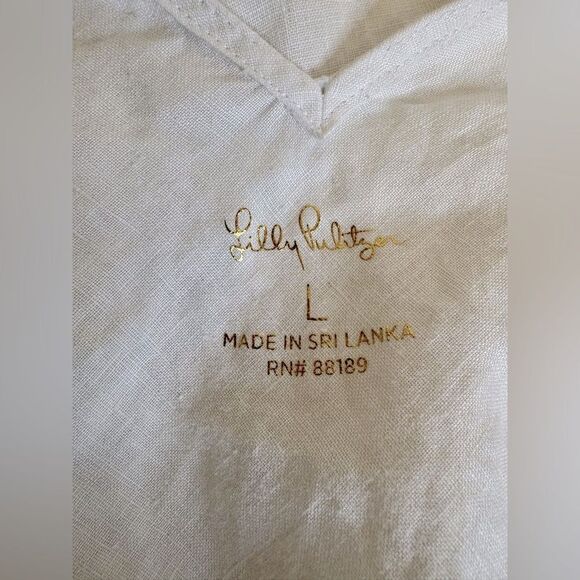 Lilly Pulitzer
L
MADE IN SRI LANKA
RN# 88189